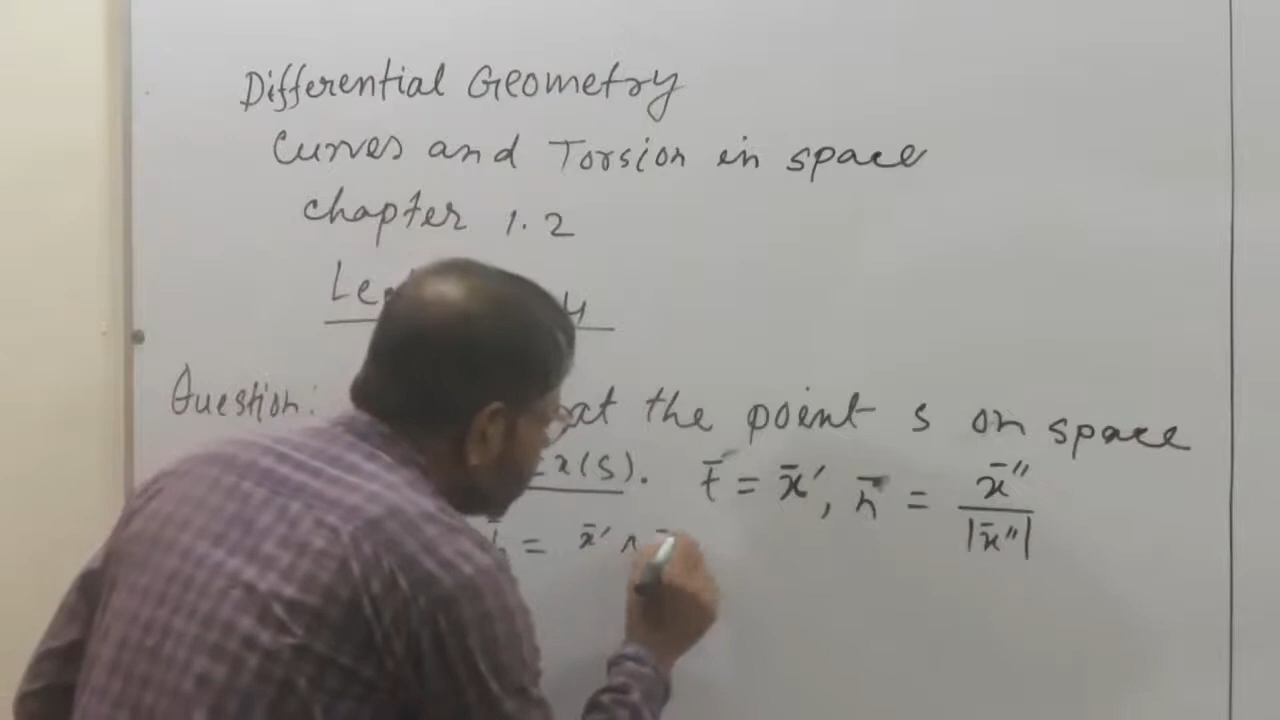 Differential Geometry
Curves and Torsion in space
chapter 1.2
Question: at the point s on space
x(s). t̄ = x̄′, n̄ = x̄″ / |x̄″|
= x̄′ ∧